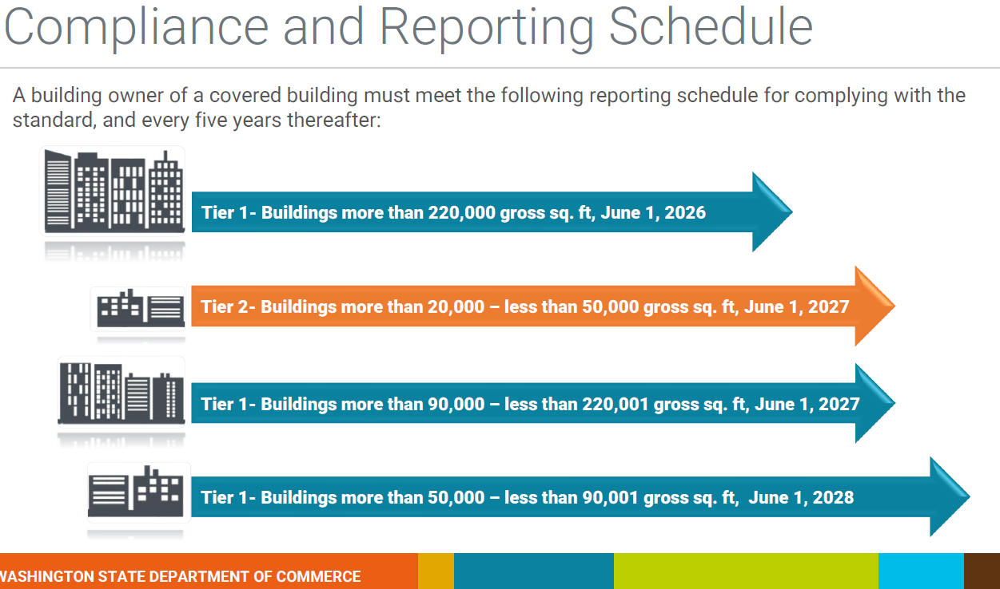 Compliance and Reporting Schedule
A building owner of a covered building must meet the following reporting schedule for complying with the
standard, and every five years thereafter:
Tier 1- Buildings more than 220,000 gross sq. ft, June 1, 2026
Tier 2- Buildings more than 20,000 – less than 50,000 gross sq. ft, June 1, 2027
Tier 1- Buildings more than 90,000 – less than 220,001 gross sq. ft, June 1, 2027
Tier 1- Buildings more than 50,000 – less than 90,001 gross sq. ft,  June 1, 2028
WASHINGTON STATE DEPARTMENT OF COMMERCE